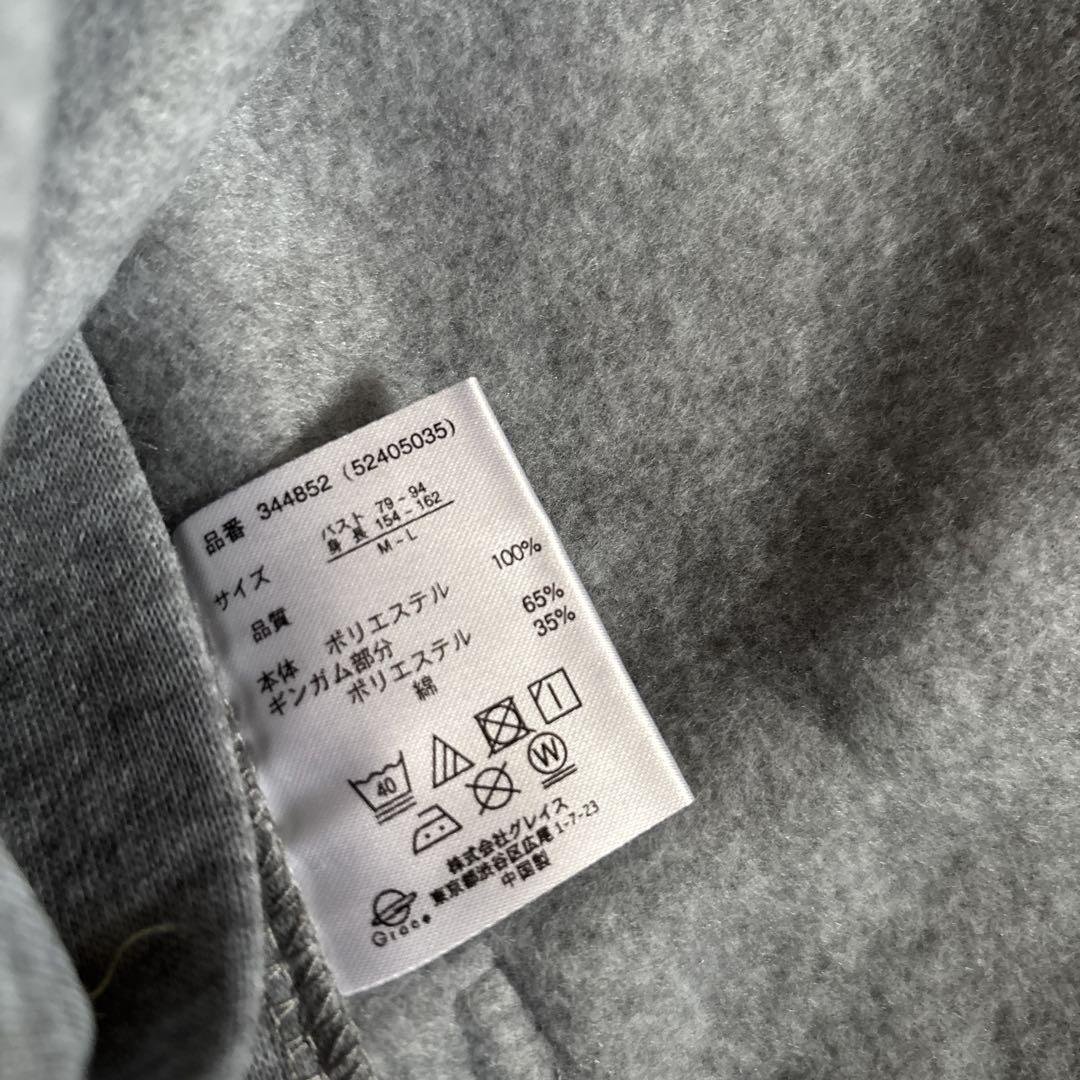 品番 344852 (52405035)
サイズ
バスト 79-94
身長 154-162
M-L
品質
本体 ポリエステル 100%
ギンガム部分
ポリエステル 65%
綿 35%
40
W
株式会社グレイス
東京都渋谷区広尾 1-7-23
中国製
Grace